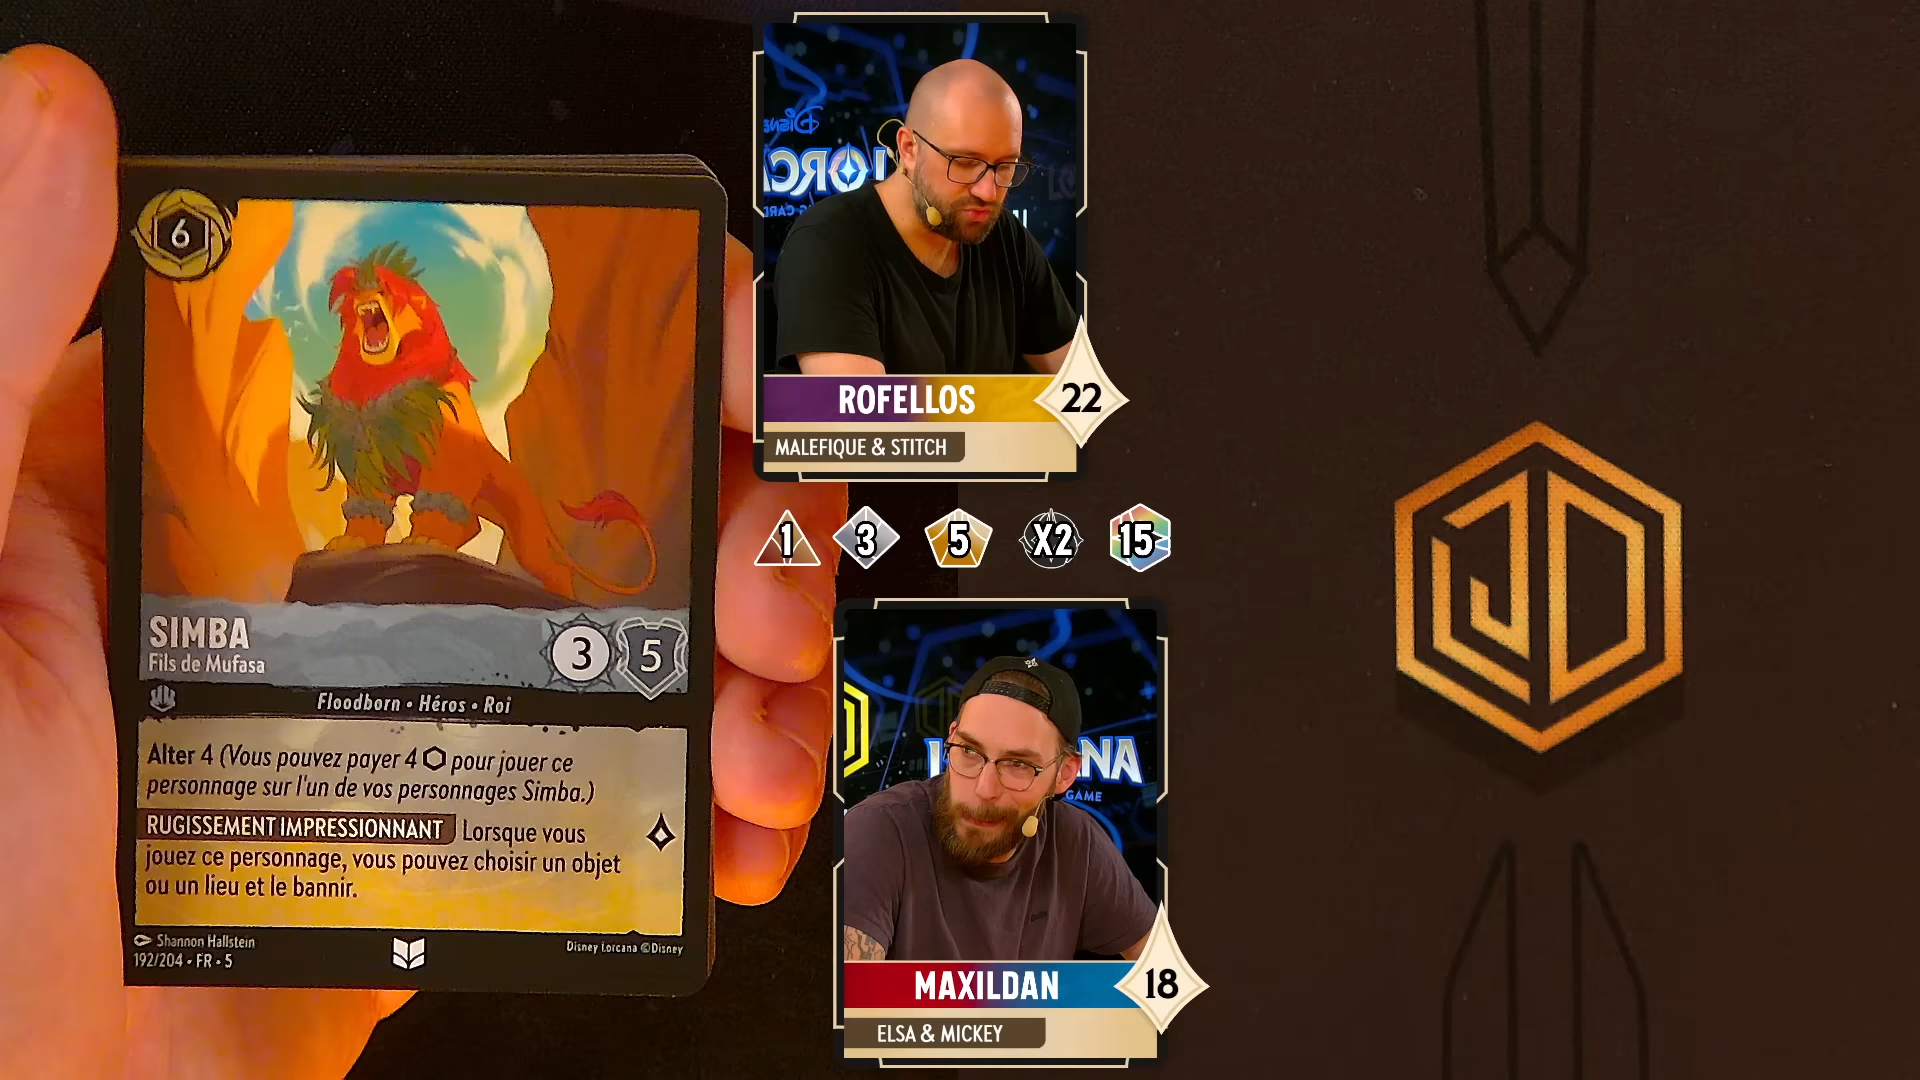 6
SIMBA
Fils de Mufasa
3
5
Floodborn • Héros • Roi
Alter 4 (Vous pouvez payer 4 ⬡ pour jouer ce
personnage sur l'un de vos personnages Simba.)
RUGISSEMENT IMPRESSIONNANT Lorsque vous
jouez ce personnage, vous pouvez choisir un objet
ou un lieu et le bannir.
Shannon Hallstein
192/204 • FR • 5
Disney Lorcana ©Disney
ROFELLOS
22
MALEFIQUE & STITCH
1
3
5
X2
15
GAME
MAXILDAN
18
ELSA & MICKEY
JD